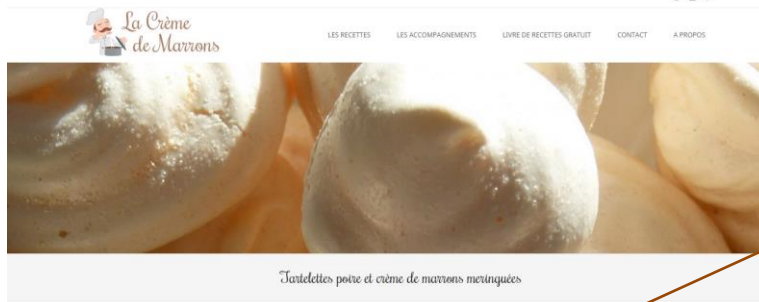 La Crème
de Marrons
LES RECETTES LES ACCOMPAGNEMENTS LIVRE DE RECETTES GRATUIT CONTACT A PROPOS
Tartelettes poire et crème de marrons meringuées